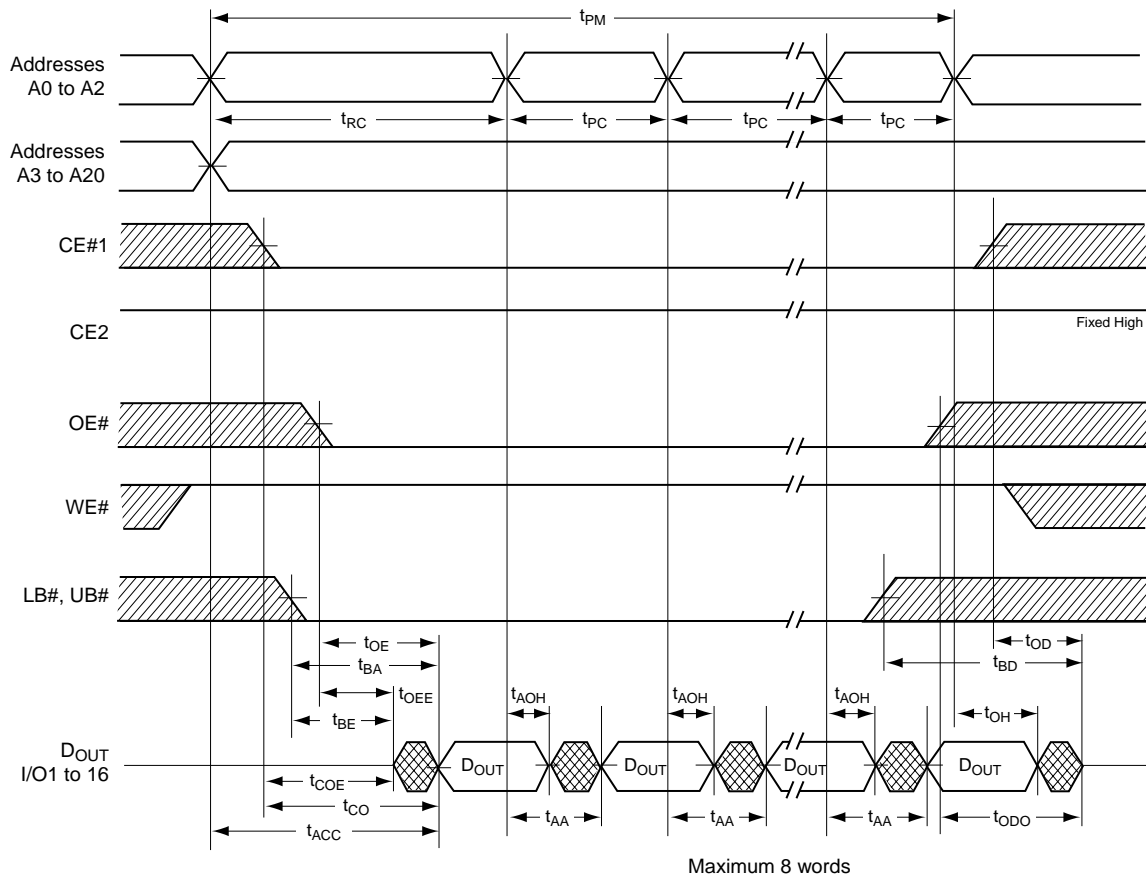 tPM
Addresses
A0 to A2
tRC
tPC
tPC
tPC
Addresses
A3 to A20
CE#1
CE2
Fixed High
OE#
WE#
LB#, UB#
tOE
tOD
tBA
tBD
tOEE
tAOH
tAOH
tAOH
tBE
tOH
DOUT
I/O1 to 16
DOUT
DOUT
DOUT
DOUT
tCOE
tCO
tAA
tAA
tAA
tODO
tACC
Maximum 8 words